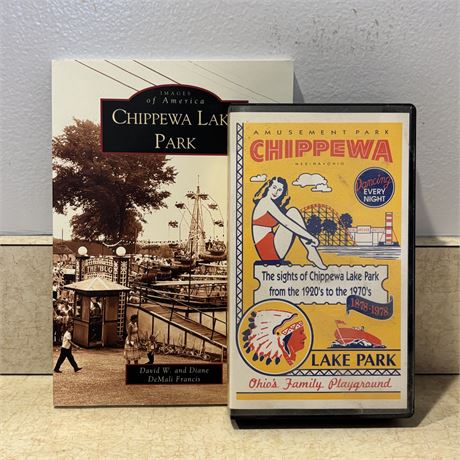 IMAGES
of America
CHIPPEWA LAKE
PARK
THE BUG
David W. and Diane
DeMali Francis
AMUSEMENT PARK
CHIPPEWA
MEDINA•OHIO
Dancing
EVERY
NIGHT
The sights of Chippewa Lake Park
from the 1920's to the 1970's
1878-1978
LAKE PARK
Ohio's Family Playground